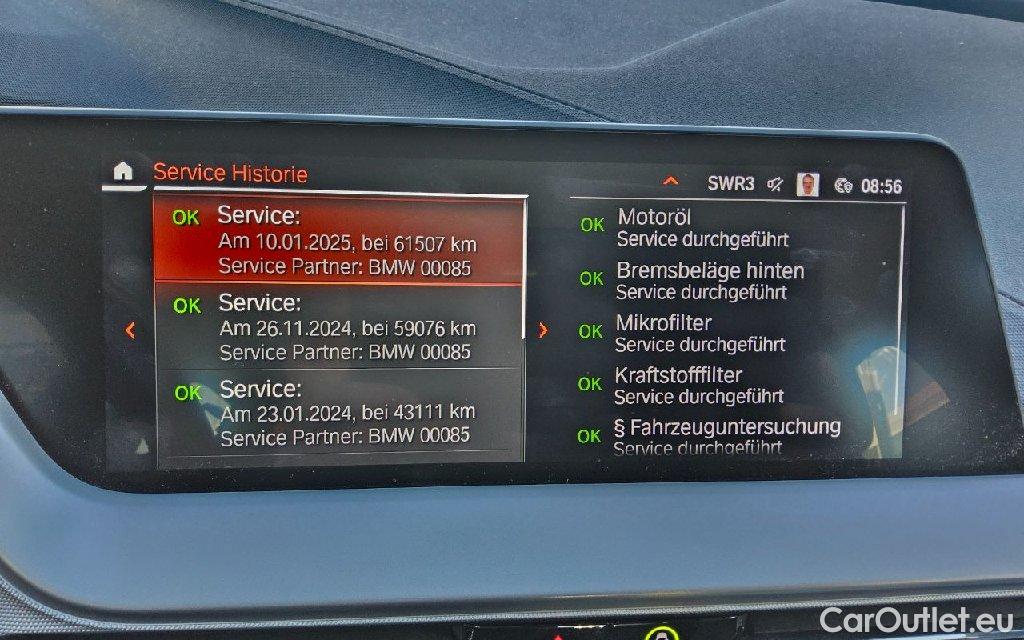 Service Historie
SWR3 08:56
OK Service:
Am 10.01.2025, bei 61507 km
Service Partner: BMW 00085
OK Service:
Am 26.11.2024, bei 59076 km
Service Partner: BMW 00085
OK Service:
Am 23.01.2024, bei 43111 km
Service Partner: BMW 00085
OK Motoröl
Service durchgeführt
OK Bremsbeläge hinten
Service durchgeführt
OK Mikrofilter
Service durchgeführt
OK Kraftstofffilter
Service durchgeführt
OK § Fahrzeuguntersuchung
Service durchgeführt
CarOutlet.eu